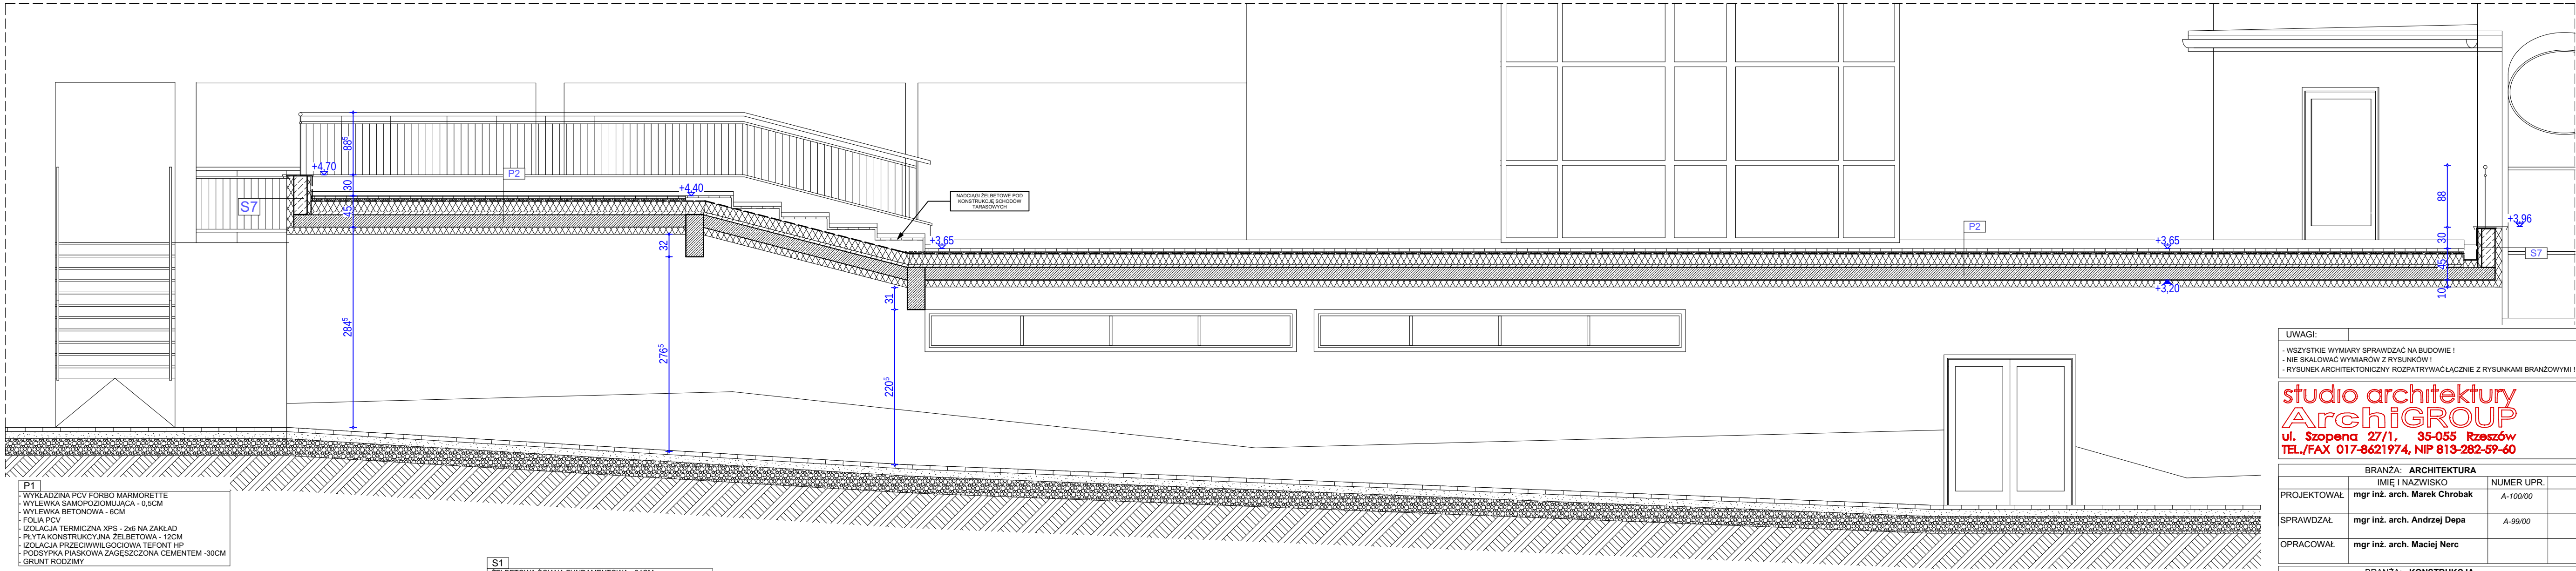 88⁵
+4,70
30
S7
45
P2
+4,40
32
NADCIĄGI ŻELBETOWE POD
KONSTRUKCJĘ SCHODÓW
TARASOWYCH
+3,65
31
284⁵
276⁵
220⁵
P2
+3,65
+3,20
88
+3,96
30
S7
45
10
UWAGI:
- WSZYSTKIE WYMIARY SPRAWDZAĆ NA BUDOWIE !
- NIE SKALOWAĆ WYMIARÓW Z RYSUNKÓW !
- RYSUNEK ARCHITEKTONICZNY ROZPATRYWAĆ ŁĄCZNIE Z RYSUNKAMI BRANŻOWYMI !
studio architektury
ArchiGROUP
ul. Szopena 27/1, 35-055 Rzeszów
TEL./FAX 017-8621974, NIP 813-282-59-60
BRANŻA: ARCHITEKTURA
IMIĘ I NAZWISKO NUMER UPR.
PROJEKTOWAŁ mgr inż. arch. Marek Chrobak A-100/00
SPRAWDZAŁ mgr inż. arch. Andrzej Depa A-99/00
OPRACOWAŁ mgr inż. arch. Maciej Nerc
BRANŻA: KONSTRUKCJA
P1
- WYKŁADZINA PCV FORBO MARMORETTE
- WYLEWKA SAMOPOZIOMUJĄCA - 0,5CM
- WYLEWKA BETONOWA - 6CM
- FOLIA PCV
- IZOLACJA TERMICZNA XPS - 2x6 NA ZAKŁAD
- PŁYTA KONSTRUKCYJNA ŻELBETOWA - 12CM
- IZOLACJA PRZECIWWILGOCIOWA TEFONT HP
- PODSYPKA PIASKOWA ZAGĘSZCZONA CEMENTEM -30CM
- GRUNT RODZIMY
S1